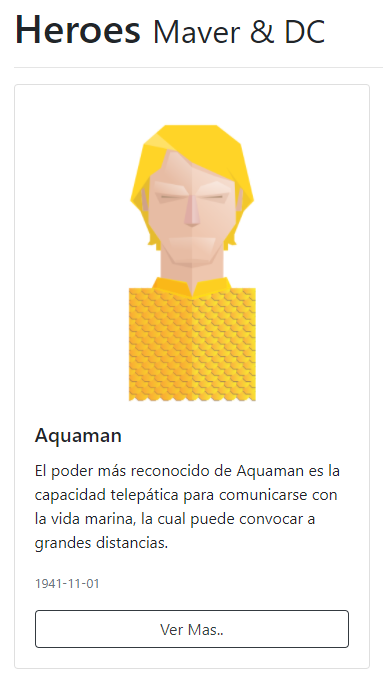 Heroes Maver & DC
Aquaman
El poder más reconocido de Aquaman es la
capacidad telepática para comunicarse con
la vida marina, la cual puede convocar a
grandes distancias.
1941-11-01
Ver Mas..